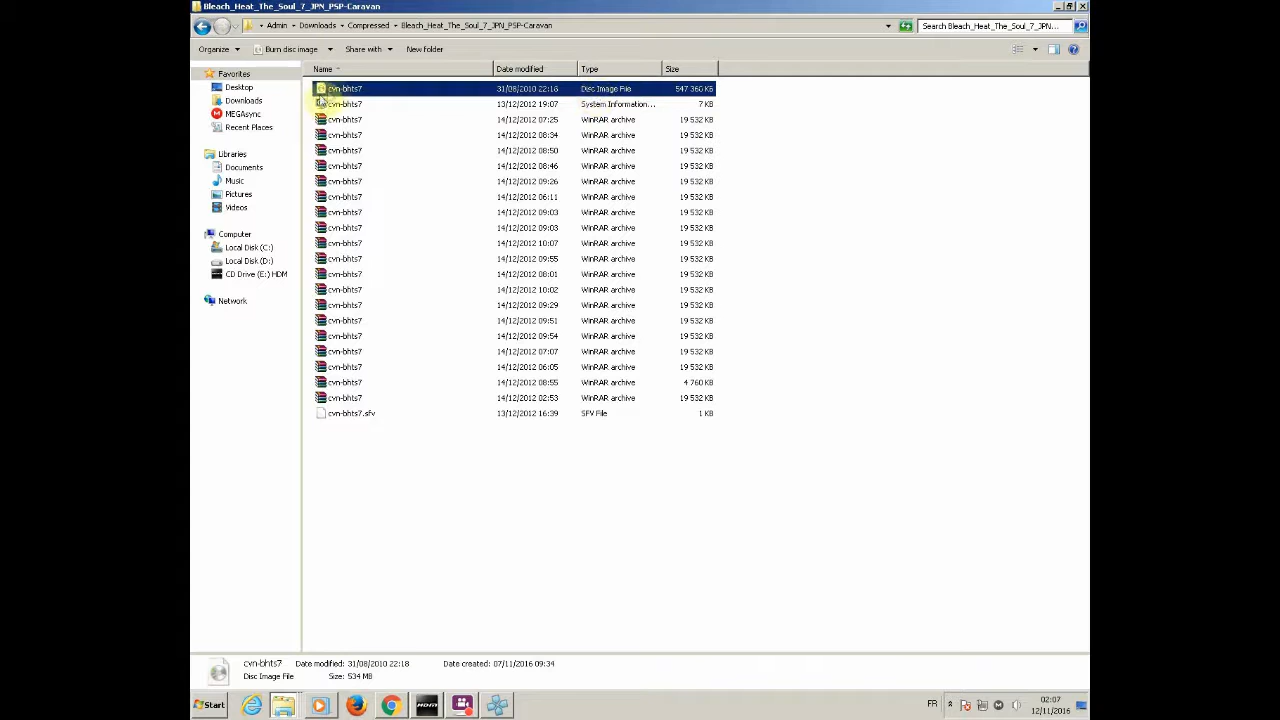 Bleach_Heat_The_Soul_7_JPN_PSP-Caravan
Admin Downloads Compressed Bleach_Heat_The_Soul_7_JPN_PSP-Caravan Search Bleach_Heat_The_Soul_7_JPN_PSP-...
Organize Burn disc image Share with New Folder
Name Date modified Type Size
Favorites
Desktop
Downloads
MEGAsync
Recent Places
Libraries
Documents
Music
Pictures
Videos
Computer
Local Disk (C:)
Local Disk (D:)
CD Drive (E:) HDM
Network
cvn-bhts7 31/08/2010 22:18 Disc Image File 547 360 KB
cvn-bhts7 13/12/2012 19:07 System Information... 7 KB
cvn-bhts7 14/12/2012 07:25 WinRAR archive 19 532 KB
cvn-bhts7 14/12/2012 08:34 WinRAR archive 19 532 KB
cvn-bhts7 14/12/2012 08:50 WinRAR archive 19 532 KB
cvn-bhts7 14/12/2012 08:46 WinRAR archive 19 532 KB
cvn-bhts7 14/12/2012 09:26 WinRAR archive 19 532 KB
cvn-bhts7 14/12/2012 06:11 WinRAR archive 19 532 KB
cvn-bhts7 14/12/2012 09:03 WinRAR archive 19 532 KB
cvn-bhts7 14/12/2012 09:03 WinRAR archive 19 532 KB
cvn-bhts7 14/12/2012 10:07 WinRAR archive 19 532 KB
cvn-bhts7 14/12/2012 09:55 WinRAR archive 19 532 KB
cvn-bhts7 14/12/2012 08:01 WinRAR archive 19 532 KB
cvn-bhts7 14/12/2012 10:02 WinRAR archive 19 532 KB
cvn-bhts7 14/12/2012 09:29 WinRAR archive 19 532 KB
cvn-bhts7 14/12/2012 09:51 WinRAR archive 19 532 KB
cvn-bhts7 14/12/2012 09:54 WinRAR archive 19 532 KB
cvn-bhts7 14/12/2012 07:07 WinRAR archive 19 532 KB
cvn-bhts7 14/12/2012 06:05 WinRAR archive 19 532 KB
cvn-bhts7 14/12/2012 08:55 WinRAR archive 4 760 KB
cvn-bhts7 14/12/2012 02:53 WinRAR archive 19 532 KB
cvn-bhts7.sfv 13/12/2012 16:39 SFV File 1 KB
cvn-bhts7 Date modified: 31/08/2010 22:18 Date created: 07/11/2016 09:34
Disc Image File Size: 534 MB
Start HDM FR 02:07
12/11/2016